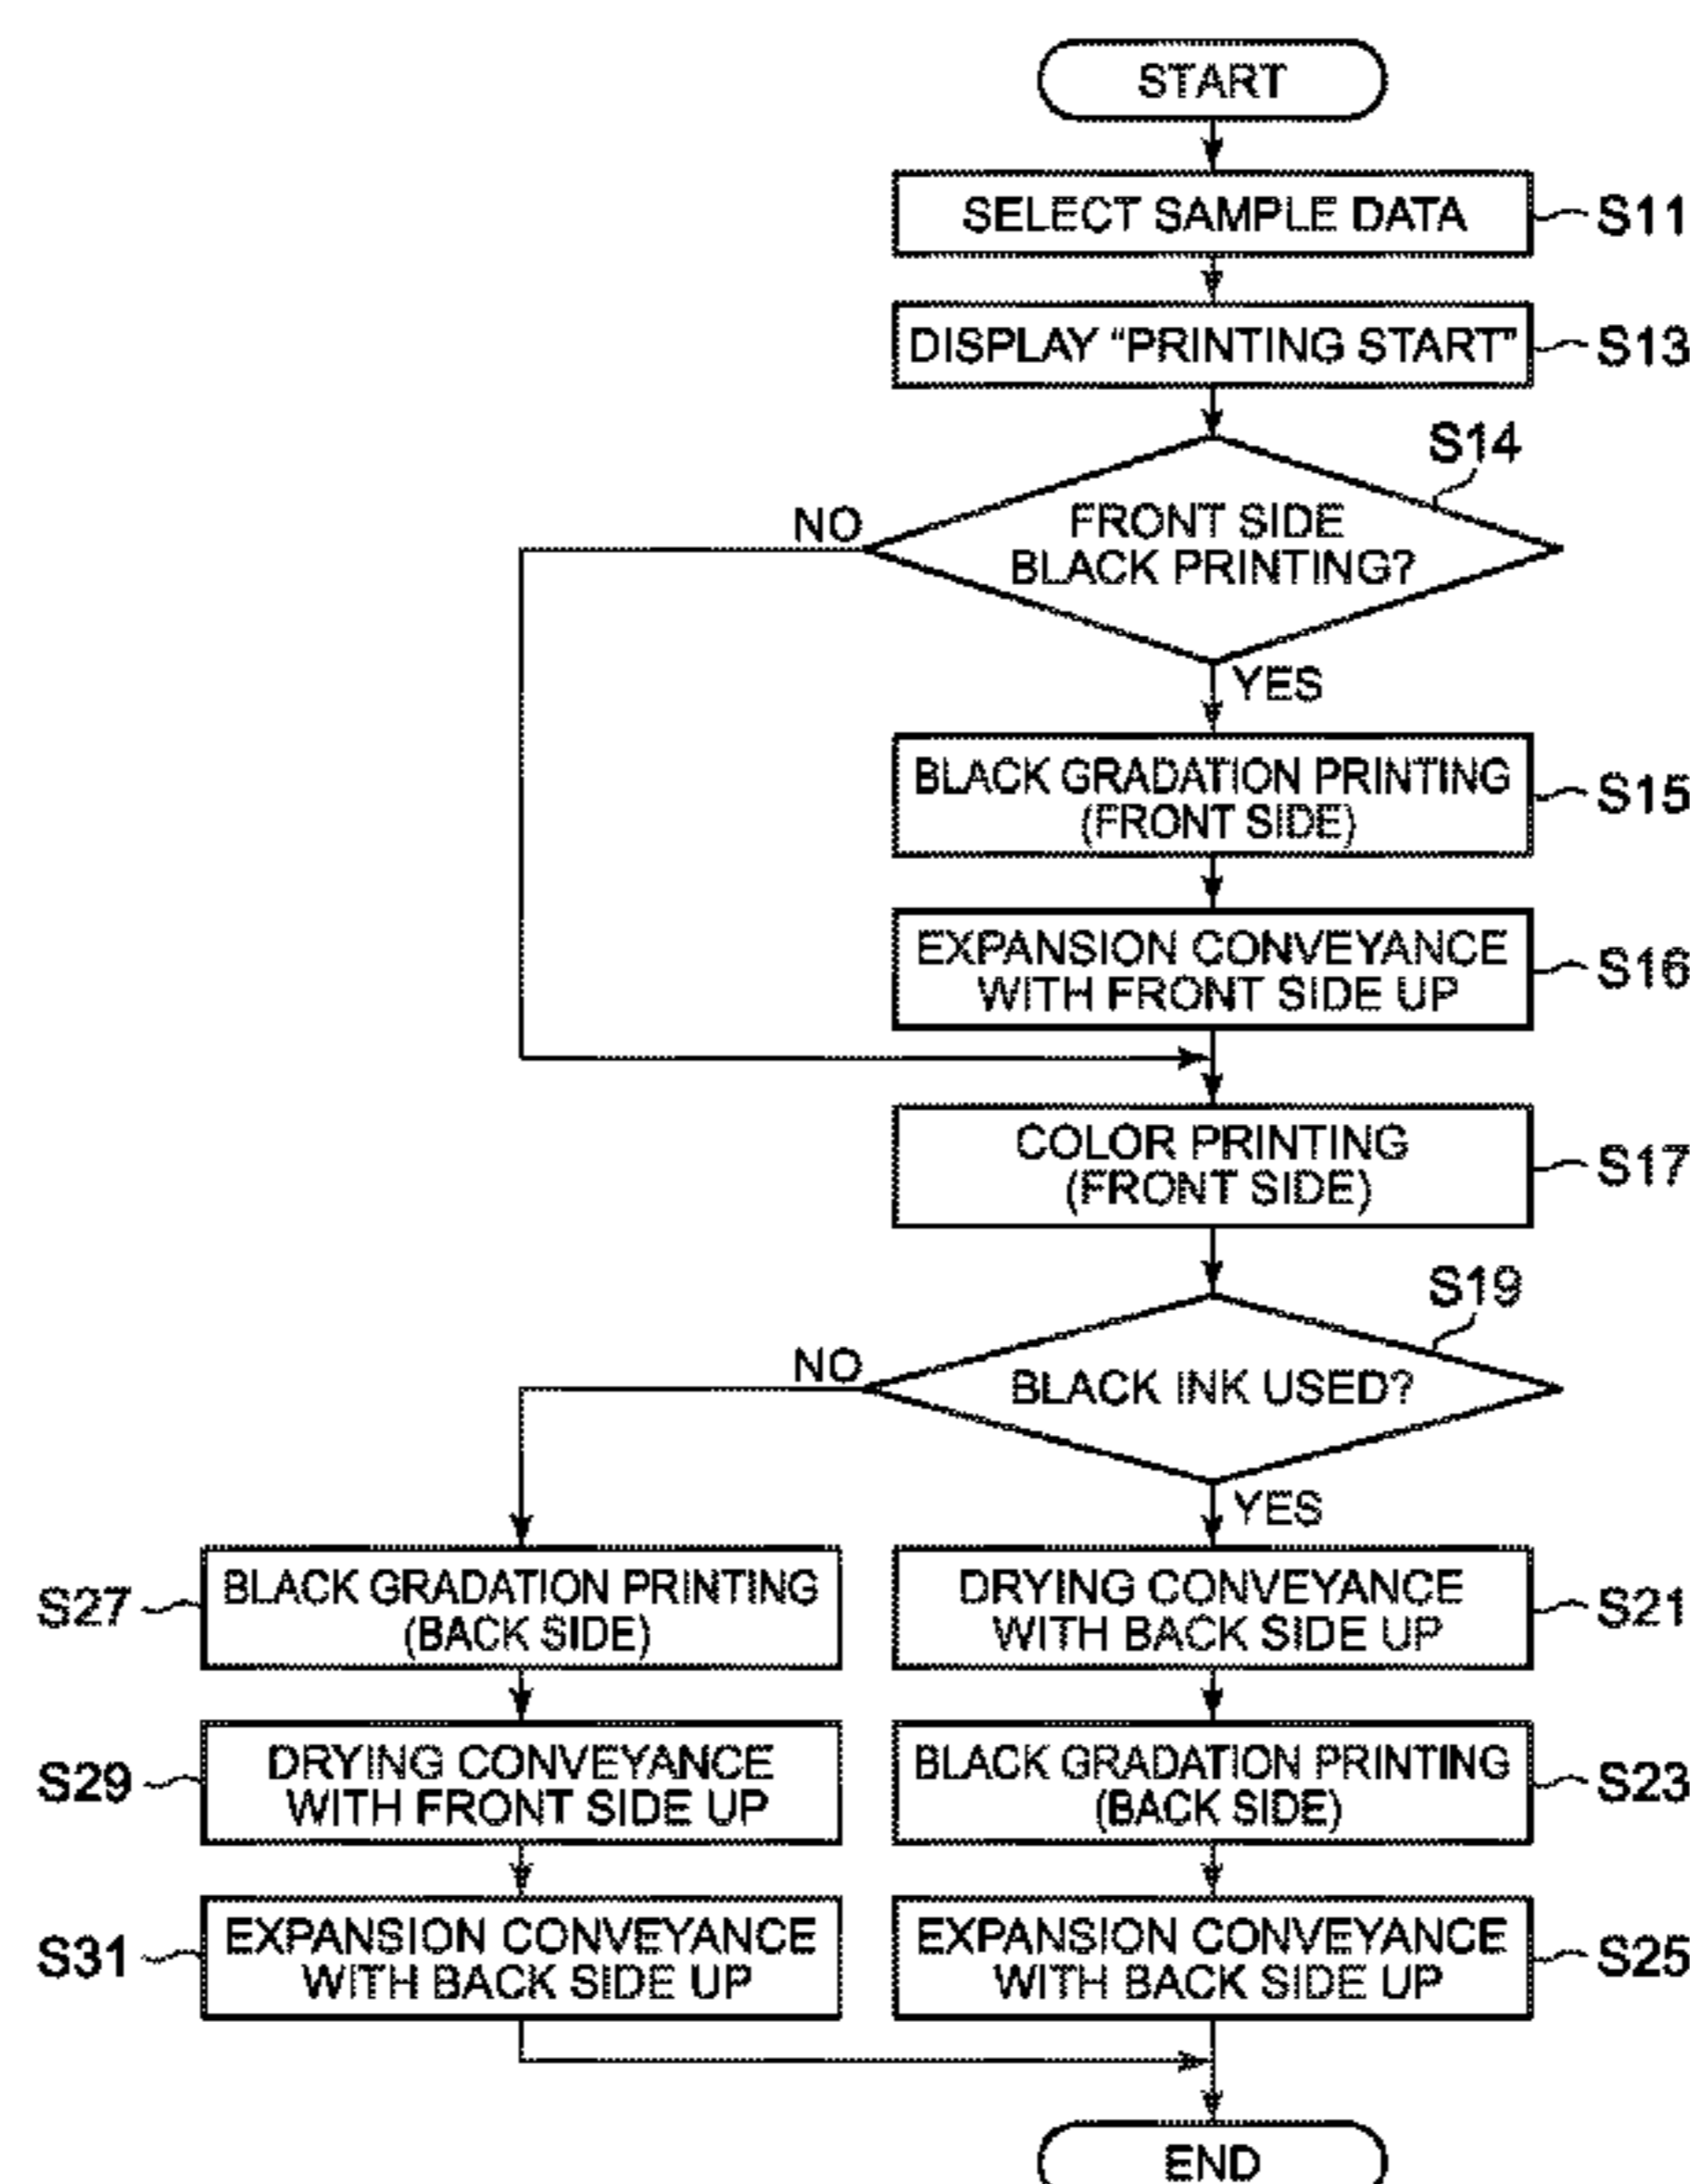 START
SELECT SAMPLE DATA
S11
DISPLAY “PRINTING START”
S13
S14
FRONT SIDE
BLACK PRINTING?
NO
YES
BLACK GRADATION PRINTING
(FRONT SIDE)
S15
EXPANSION CONVEYANCE
WITH FRONT SIDE UP
S16
COLOR PRINTING
(FRONT SIDE)
S17
S19
BLACK INK USED?
NO
YES
S27
BLACK GRADATION PRINTING
(BACK SIDE)
DRYING CONVEYANCE
WITH BACK SIDE UP
S21
S29
DRYING CONVEYANCE
WITH FRONT SIDE UP
BLACK GRADATION PRINTING
(BACK SIDE)
S23
S31
EXPANSION CONVEYANCE
WITH BACK SIDE UP
EXPANSION CONVEYANCE
WITH BACK SIDE UP
S25
END